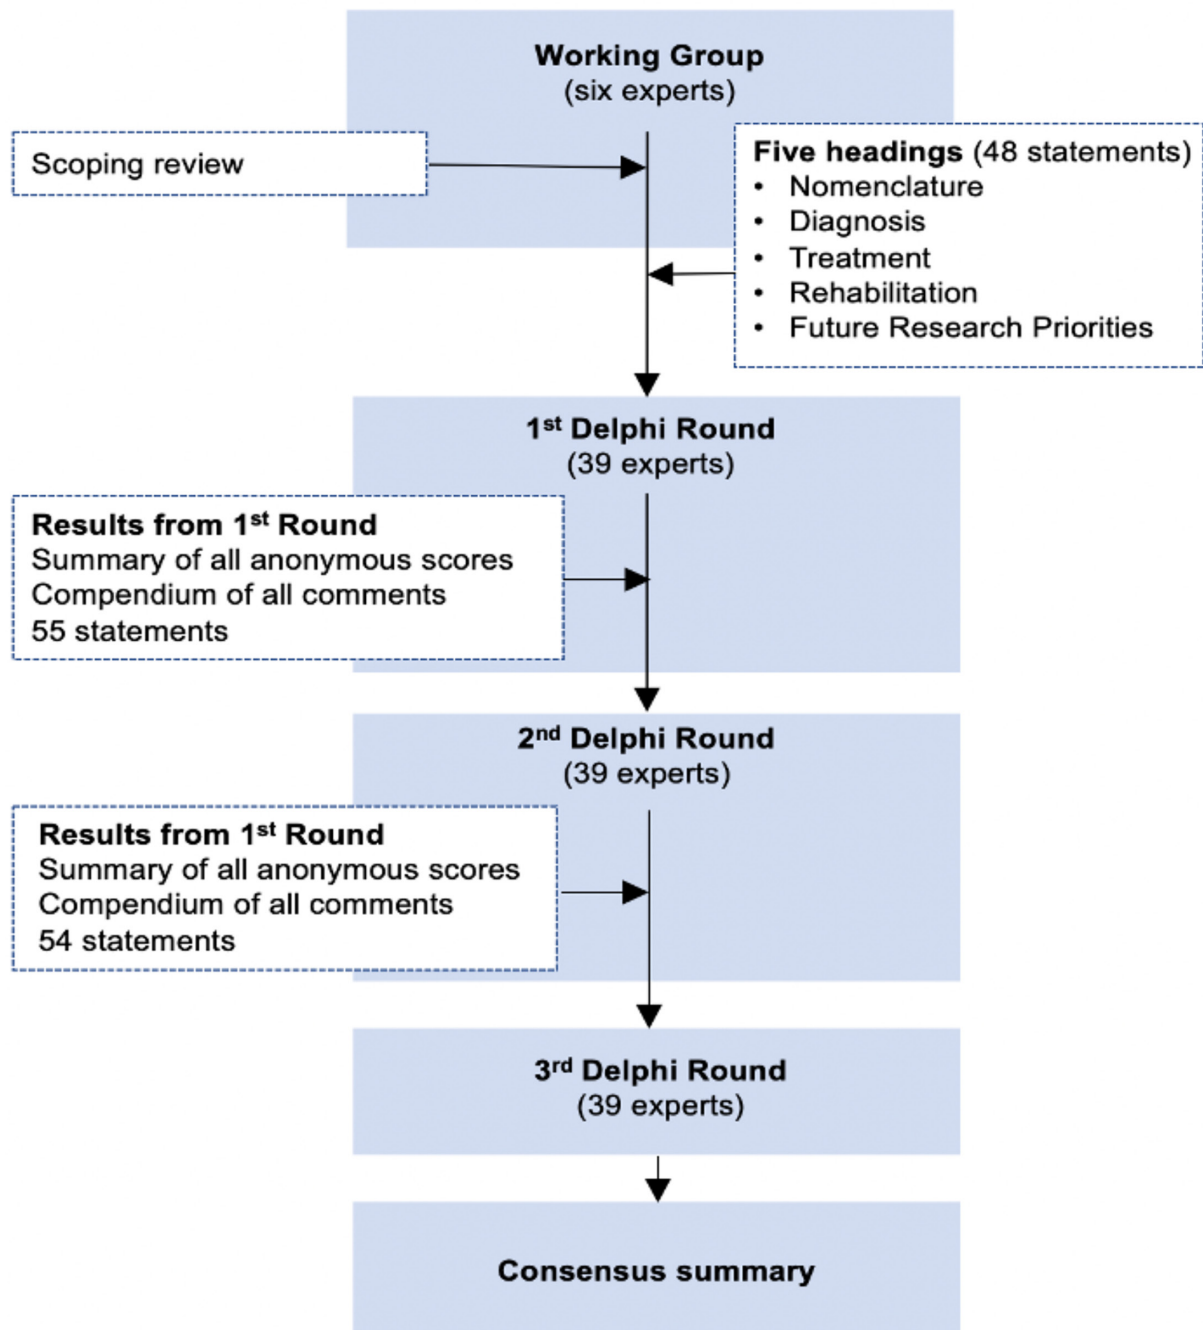 Working Group
(six experts)
Scoping review
Five headings (48 statements)
• Nomenclature
• Diagnosis
• Treatment
• Rehabilitation
• Future Research Priorities
1st Delphi Round
(39 experts)
Results from 1st Round
Summary of all anonymous scores
Compendium of all comments
55 statements
2nd Delphi Round
(39 experts)
Results from 1st Round
Summary of all anonymous scores
Compendium of all comments
54 statements
3rd Delphi Round
(39 experts)
Consensus summary